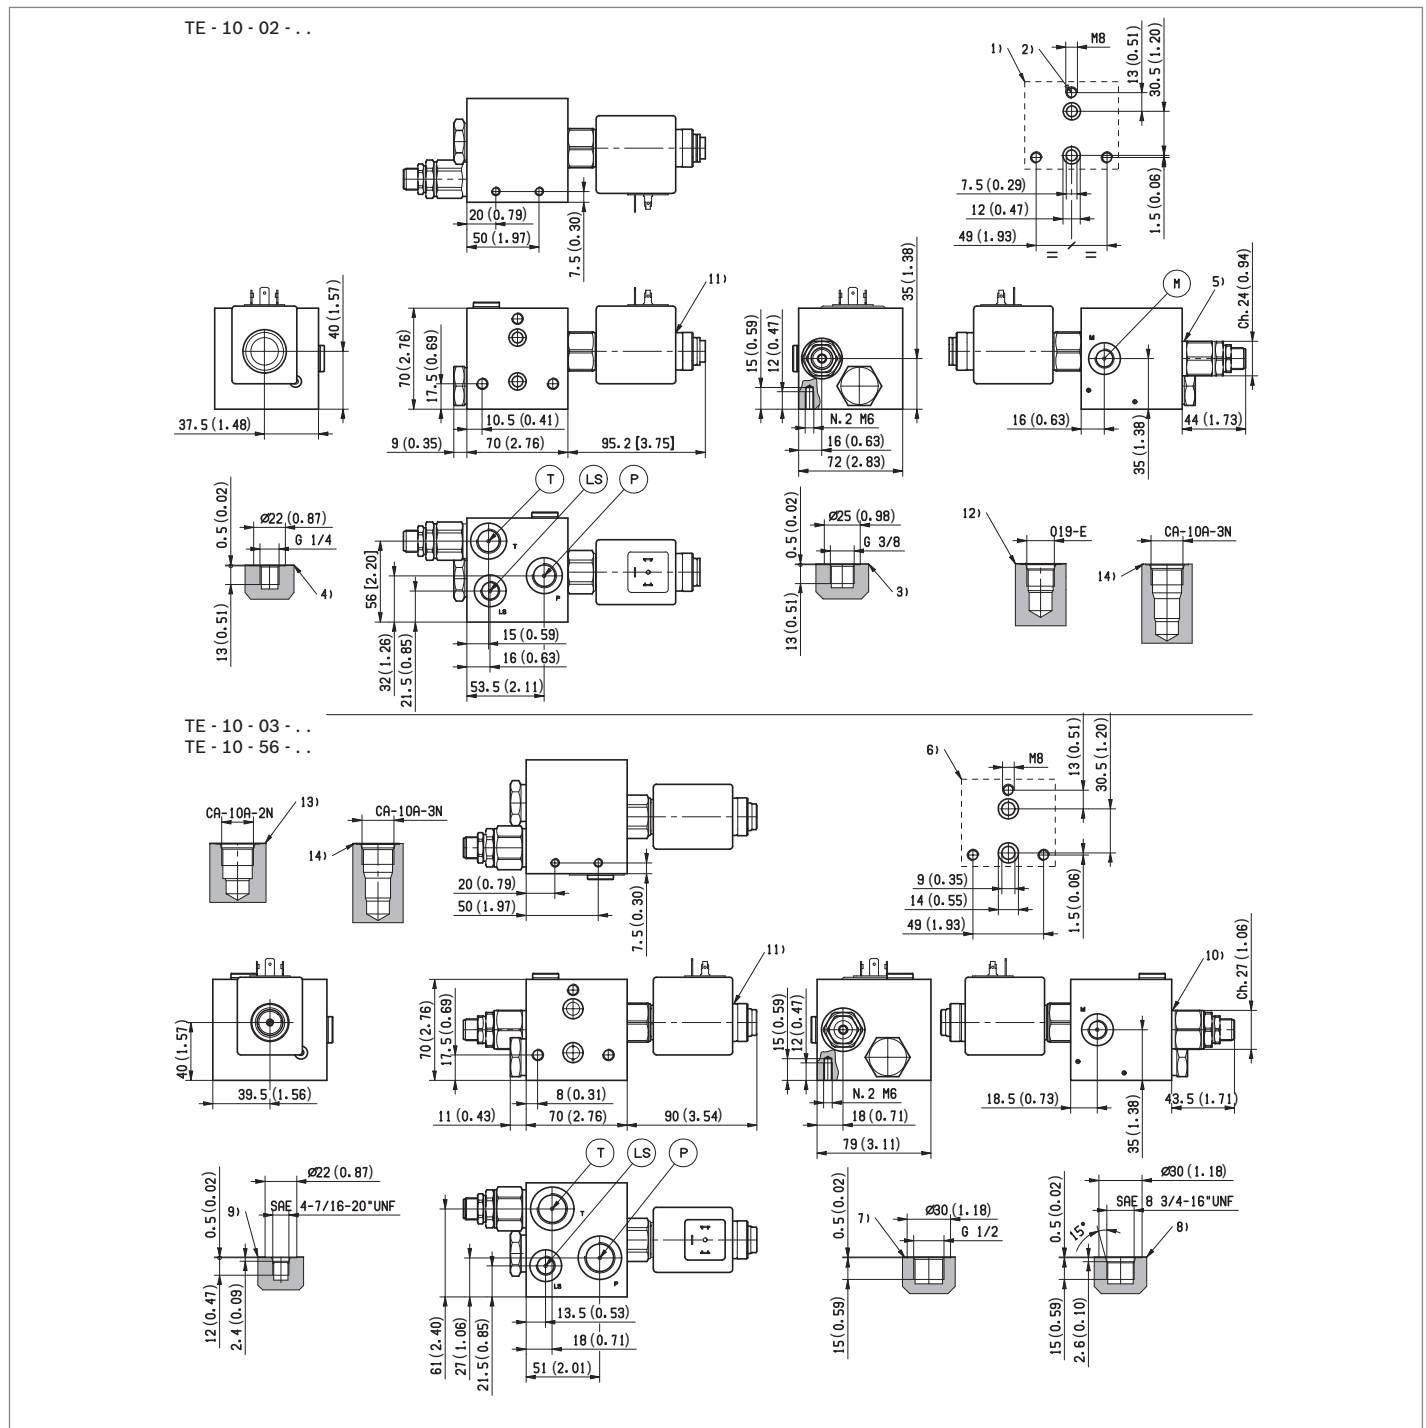 TE - 10 - 02 - . .
1)
2)
M8
13 (0.51)
30.5 (1.20)
7.5 (0.29)
12 (0.47)
49 (1.93)
1.5 (0.06)
= =
20 (0.79)
50 (1.97)
7.5 (0.30)
40 (1.57)
37.5 (1.48)
11)
70 (2.76)
17.5 (0.69)
10.5 (0.41)
9 (0.35)
70 (2.76)
95.2 [3.75]
35 (1.38)
15 (0.59)
12 (0.47)
N.2 M6
16 (0.63)
72 (2.83)
M
5)
Ch.24 (0.94)
M
16 (0.63)
44 (1.73)
35 (1.38)
0.5 (0.02)
Ø22 (0.87)
G 1/4
4)
13 (0.51)
T
LS
P
T
P
LS
56 [2.20]
32 (1.26)
21.5 (0.85)
15 (0.59)
16 (0.63)
53.5 (2.11)
0.5 (0.02)
Ø25 (0.98)
G 3/8
3)
13 (0.51)
12)
019-E
14)
CA-10A-3N
TE - 10 - 03 - . .
TE - 10 - 56 - . .
CA-10A-2N
13)
CA-10A-3N
14)
20 (0.79)
50 (1.97)
7.5 (0.30)
6)
M8
13 (0.51)
30.5 (1.20)
9 (0.35)
14 (0.55)
49 (1.93)
1.5 (0.06)
40 (1.57)
39.5 (1.56)
11)
70 (2.76)
17.5 (0.69)
8 (0.31)
11 (0.43)
70 (2.76)
90 (3.54)
15 (0.59)
12 (0.47)
N.2 M6
18 (0.71)
79 (3.11)
M
10)
Ch.27 (1.06)
18.5 (0.73)
43.5 (1.71)
35 (1.38)
0.5 (0.02)
Ø22 (0.87)
SAE 4-7/16-20"UNF
9)
12 (0.47)
2.4 (0.09)
T
LS
P
T
LS
P
61 (2.40)
27 (1.06)
21.5 (0.85)
13.5 (0.53)
18 (0.71)
51 (2.01)
0.5 (0.02)
Ø30 (1.18)
G 1/2
7)
15 (0.59)
0.5 (0.02)
Ø30 (1.18)
SAE 8 3/4-16"UNF
15°
8)
15 (0.59)
2.6 (0.10)